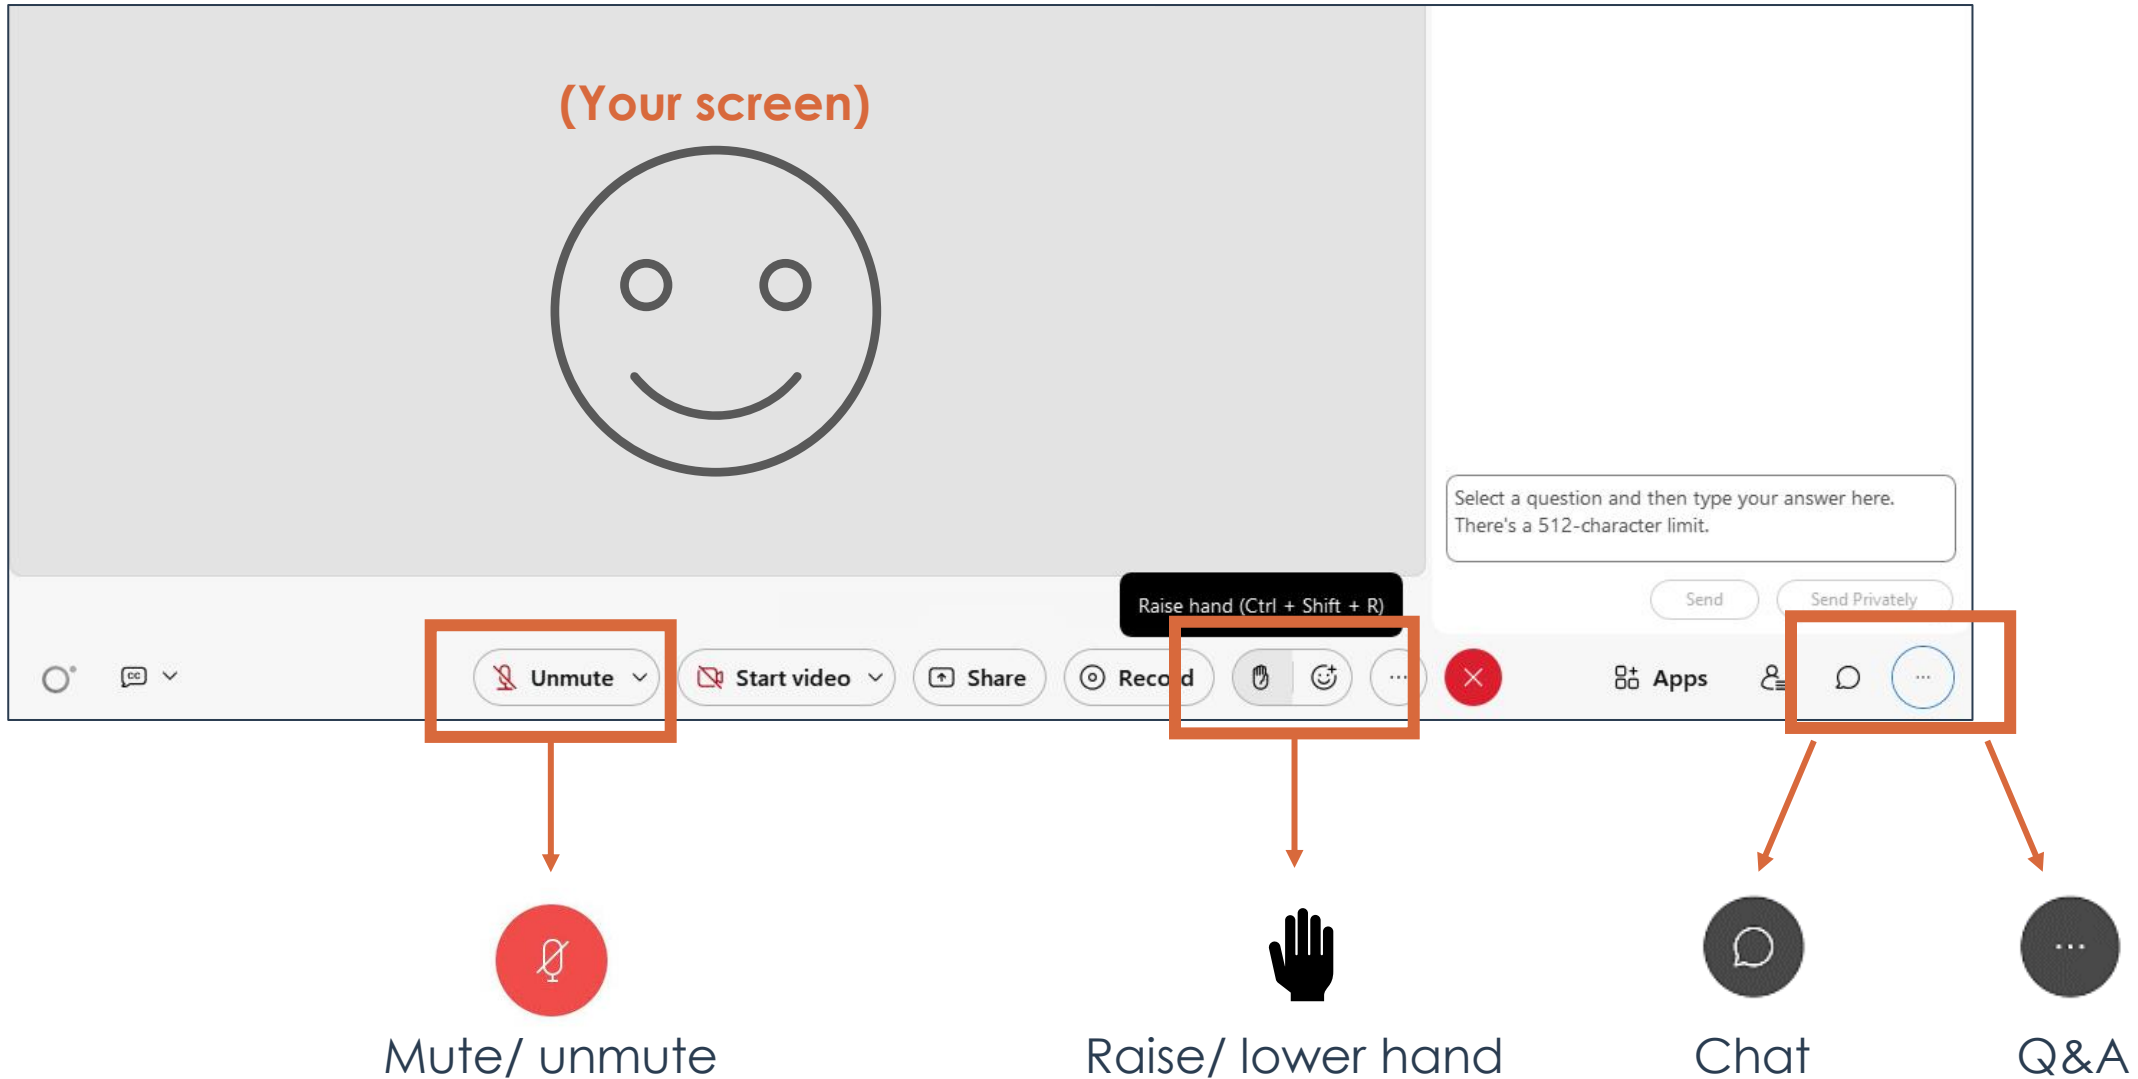 (Your screen)
Select a question and then type your answer here.
There's a 512-character limit.
Send
Send Privately
Raise hand (Ctrl + Shift + R)
CC
Unmute
Start video
Share
Record
Apps
Mute/ unmute
Raise/ lower hand
Chat
Q&A